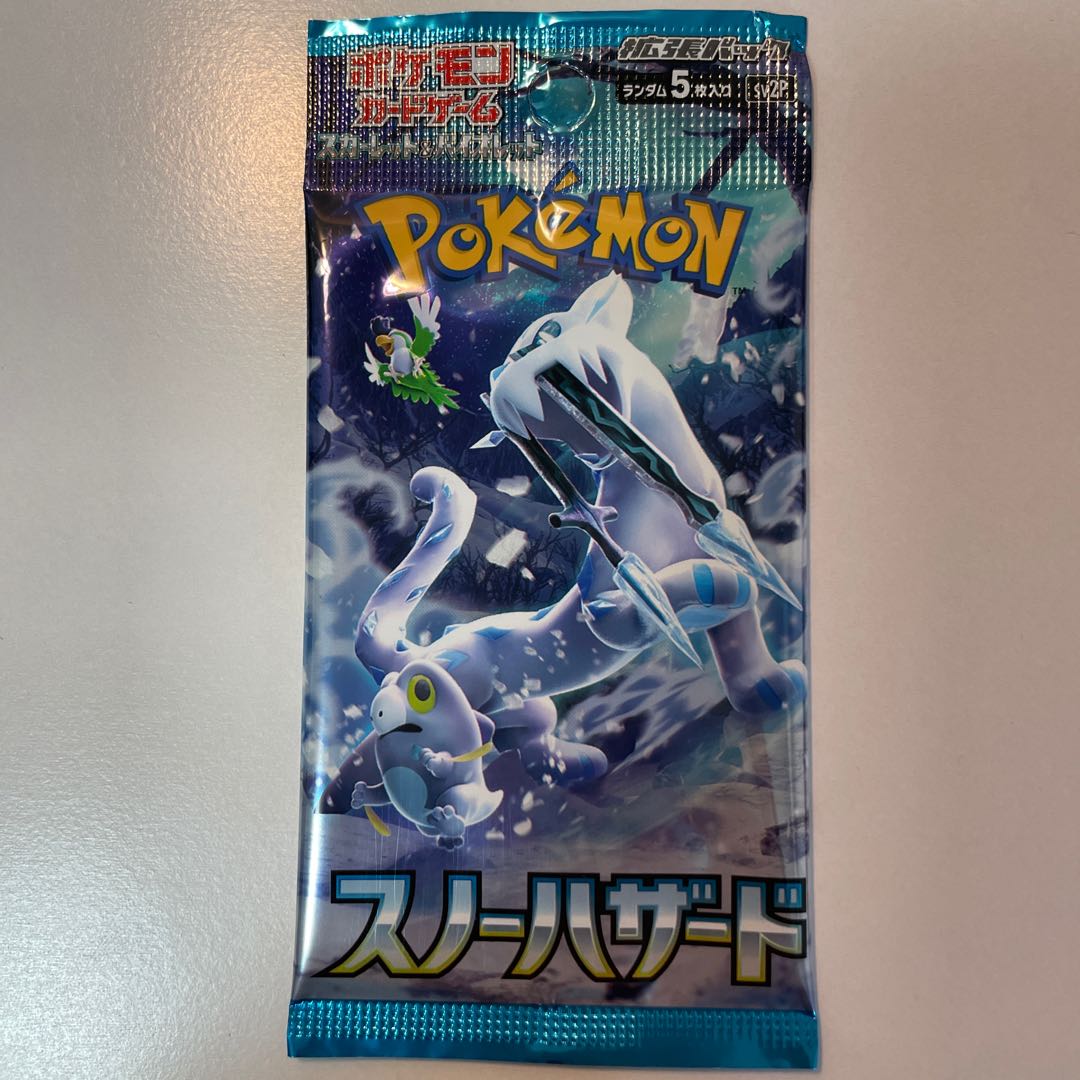 ポケモン
カードゲーム
スカーレット&バイオレット
拡張パック
ランダム5枚入り
sv2P
POKéMON
TM
スノーハザード